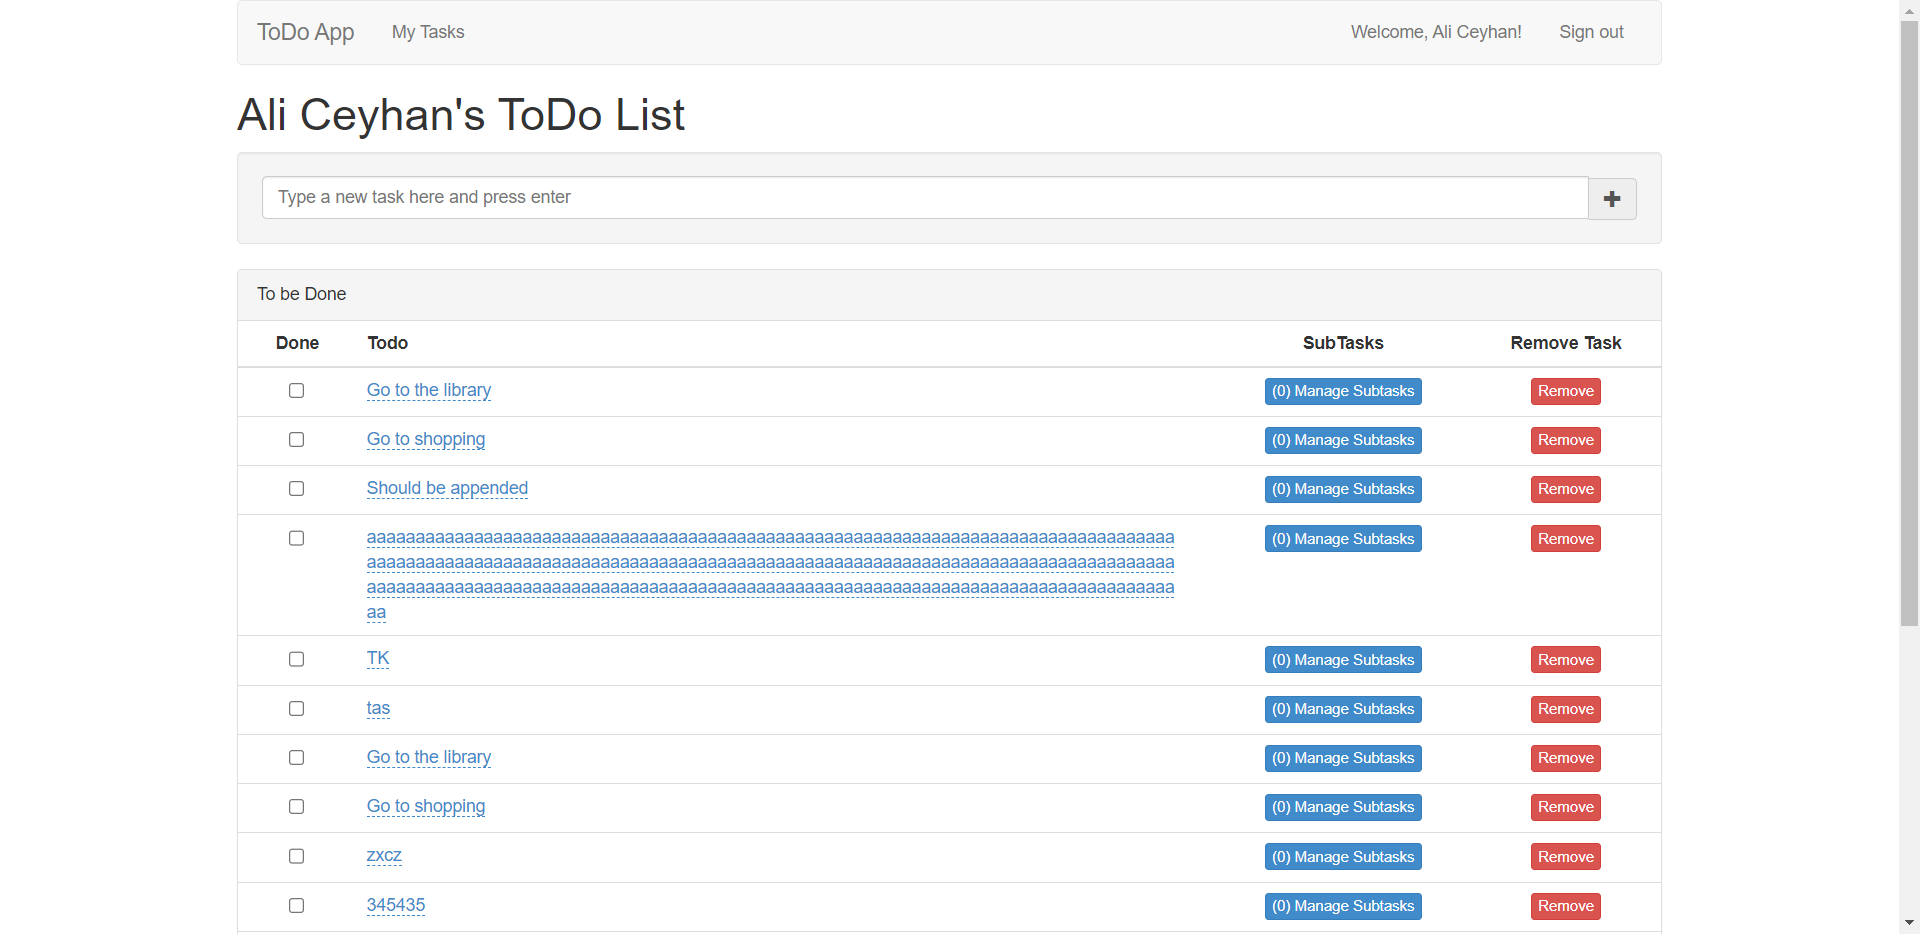 ToDo App My Tasks Welcome, Ali Ceyhan! Sign out
Ali Ceyhan's ToDo List
Type a new task here and press enter
To be Done
Done Todo SubTasks Remove Task
Go to the library (0) Manage Subtasks Remove
Go to shopping (0) Manage Subtasks Remove
Should be appended (0) Manage Subtasks Remove
aaaaaaaaaaaaaaaaaaaaaaaaaaaaaaaaaaaaaaaaaaaaaaaaaaaaaaaaaaaaaaaaaaaaaaaaaaaaaaaaaaa (0) Manage Subtasks Remove
aaaaaaaaaaaaaaaaaaaaaaaaaaaaaaaaaaaaaaaaaaaaaaaaaaaaaaaaaaaaaaaaaaaaaaaaaaaaaaaaaaa
aaaaaaaaaaaaaaaaaaaaaaaaaaaaaaaaaaaaaaaaaaaaaaaaaaaaaaaaaaaaaaaaaaaaaaaaaaaaaaaaaaa
aa
TK (0) Manage Subtasks Remove
tas (0) Manage Subtasks Remove
Go to the library (0) Manage Subtasks Remove
Go to shopping (0) Manage Subtasks Remove
zxcz (0) Manage Subtasks Remove
345435 (0) Manage Subtasks Remove